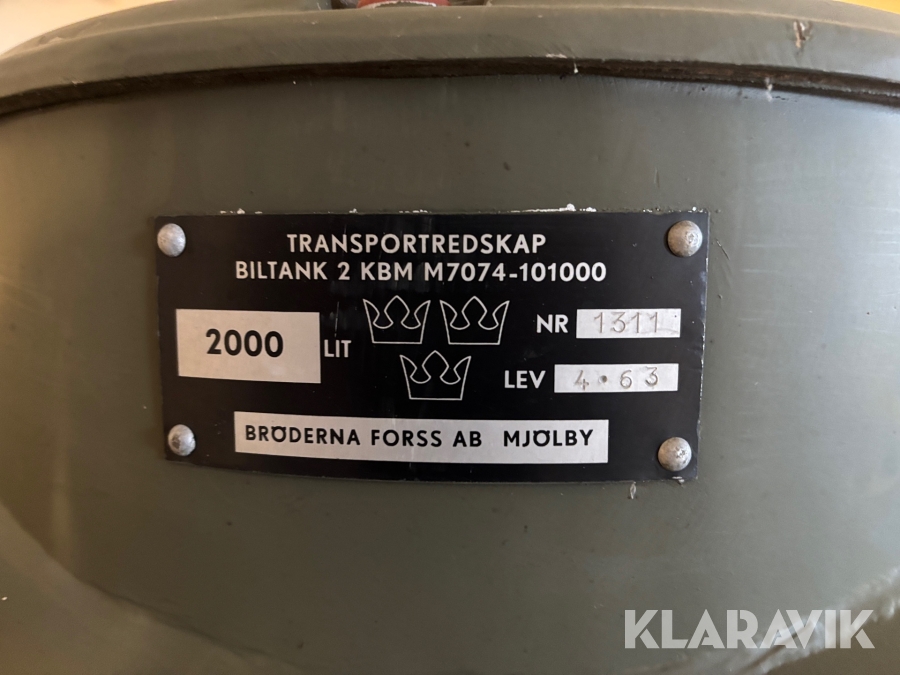 TRANSPORTREDSKAP
BILTANK 2 KBM M7074-101000
2000 LIT
NR 1311
LEV 4•63
BRÖDERNA FORSS AB MJÖLBY
KLARAVIK